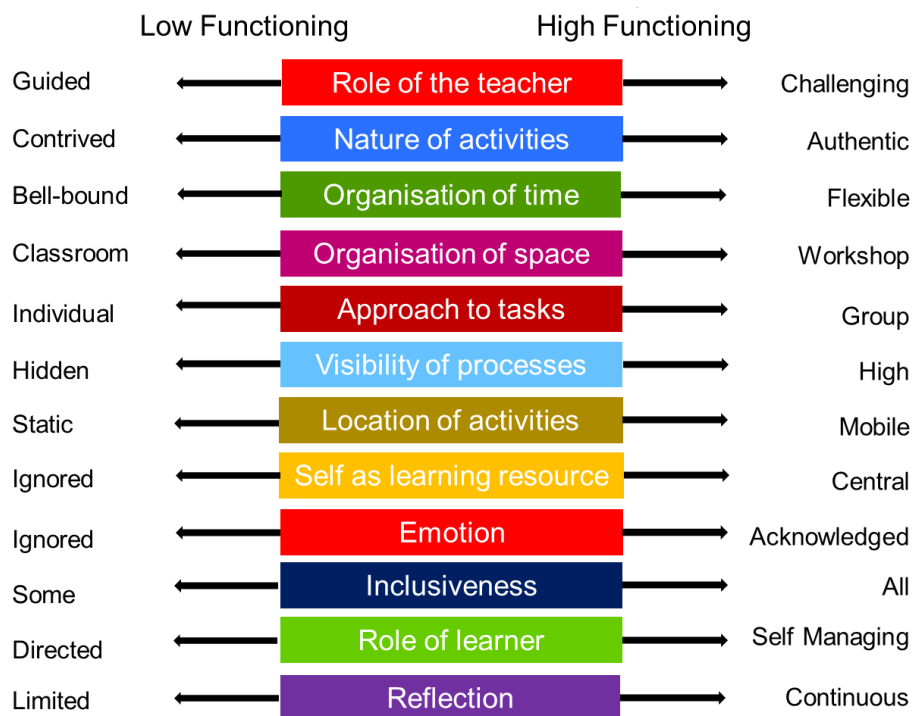 Low Functioning High Functioning
Guided Role of the teacher Challenging
Contrived Nature of activities Authentic
Bell-bound Organisation of time Flexible
Classroom Organisation of space Workshop
Individual Approach to tasks Group
Hidden Visibility of processes High
Static Location of activities Mobile
Ignored Self as learning resource Central
Ignored Emotion Acknowledged
Some Inclusiveness All
Directed Role of learner Self Managing
Limited Reflection Continuous